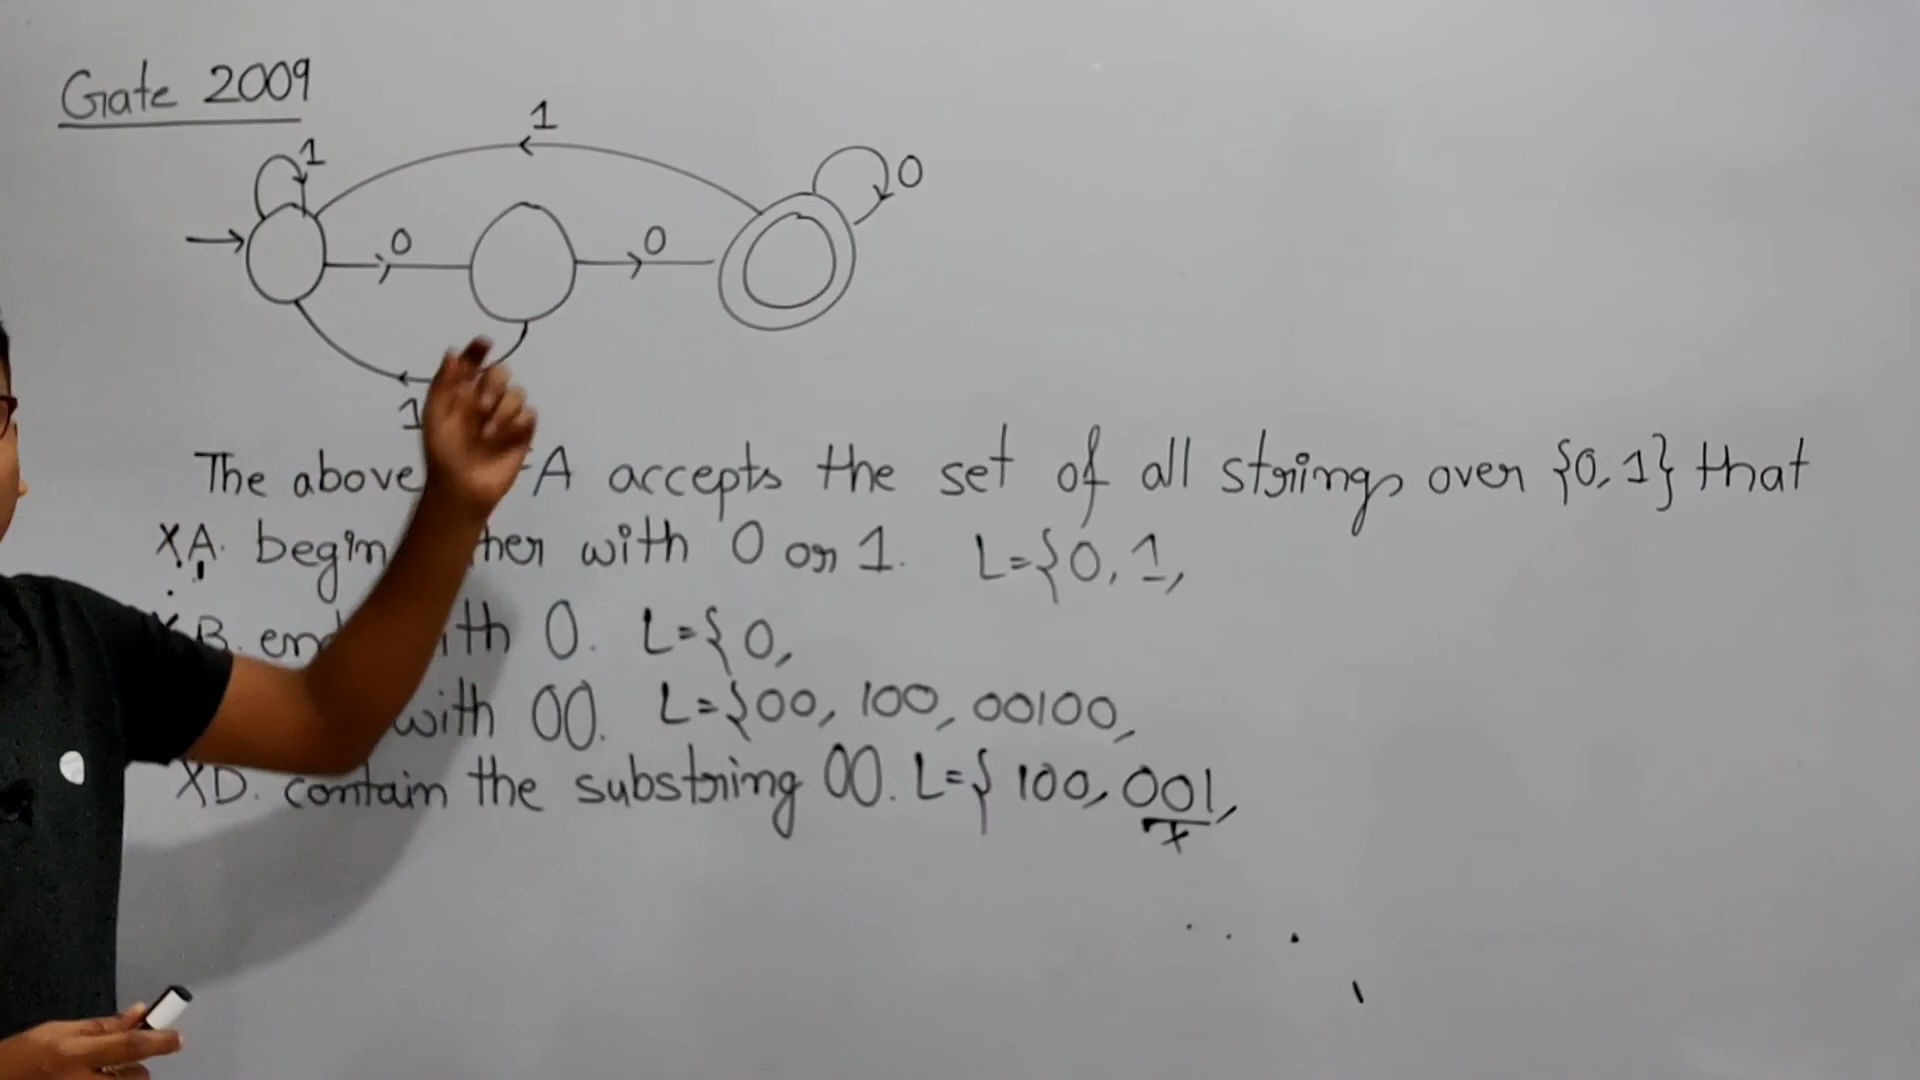 Gate 2009
1
1
0
0
0
1
The above FA accepts the set of all strings over {0, 1} that
XA. begin with 0 or 1. L={0, 1,
B. with 0. L={0,
with 00. L={00, 100, 00100,
XD. contain the substring 00. L={100, 001,
x